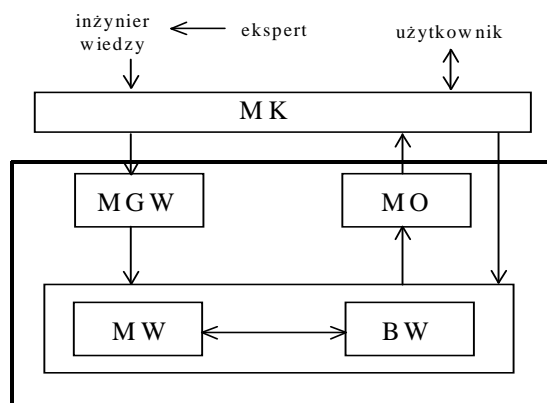 inżynier
wiedzy
ekspert
użytkownik
MK
MGW
MO
MW
BW